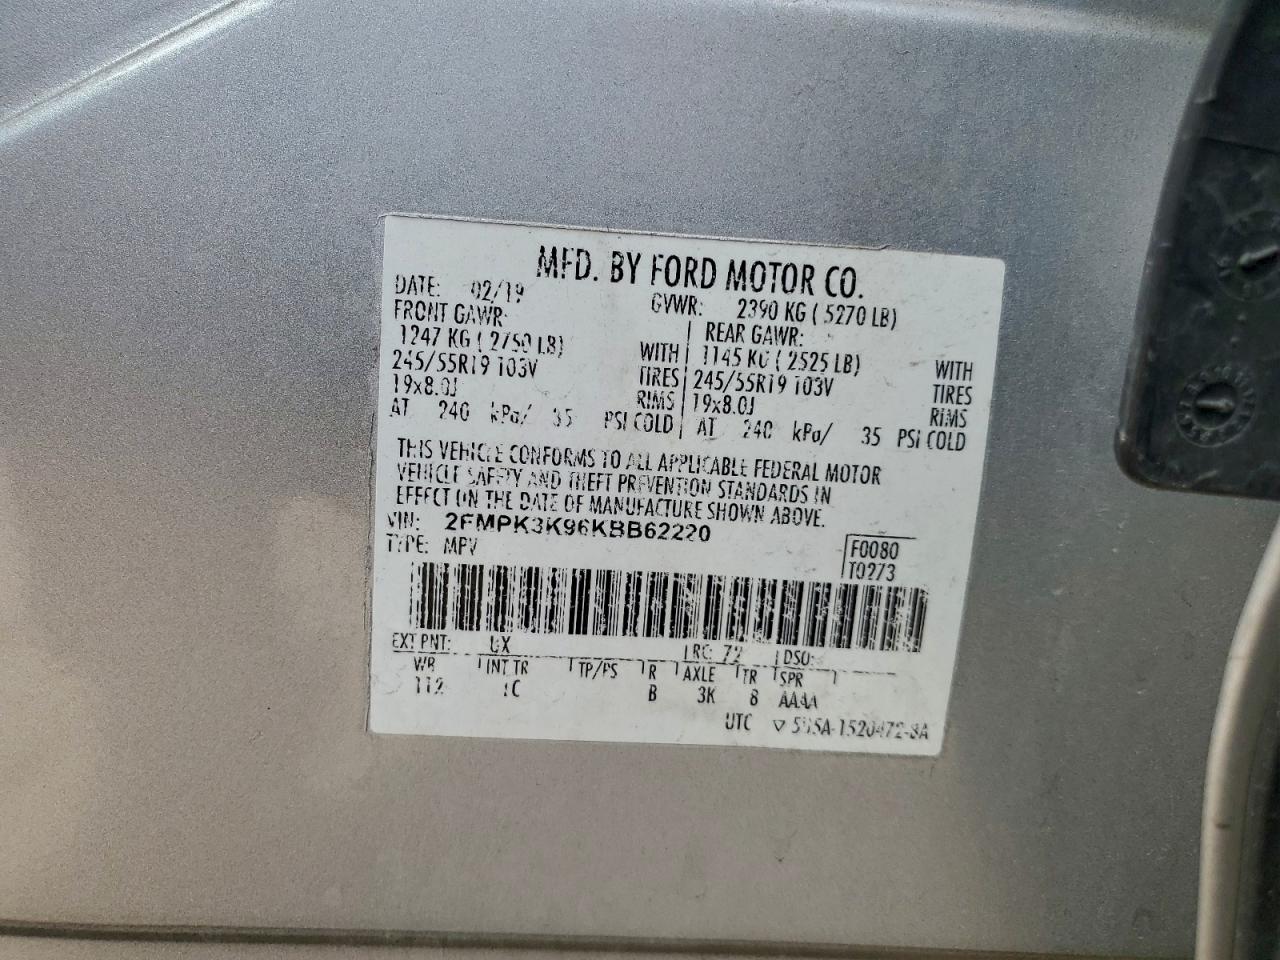 MFD. BY FORD MOTOR CO.
DATE: 02/19 GVWR: 2390 KG ( 5270 LB)
FRONT GAWR: REAR GAWR:
1247 KG ( 2750 LB) WITH 1145 KG ( 2525 LB) WITH
245/55R19 103V TIRES 245/55R19 103V TIRES
19x8.0J RIMS 19x8.0J RIMS
AT 240 kPa/ 35 PSI COLD AT 240 kPa/ 35 PSI COLD
THIS VEHICLE CONFORMS TO ALL APPLICABLE FEDERAL MOTOR
VEHICLE SAFETY AND THEFT PREVENTION STANDARDS IN
EFFECT ON THE DATE OF MANUFACTURE SHOWN ABOVE.
VIN: 2FMPK3K96KBB62220
TYPE: MPV
F0080
T0273
EXT PNT: UX RC: 72 DSO:
WB INT TR TP/PS R AXLE TR SPR
112 1C B 3K 8 AAAA
UTC